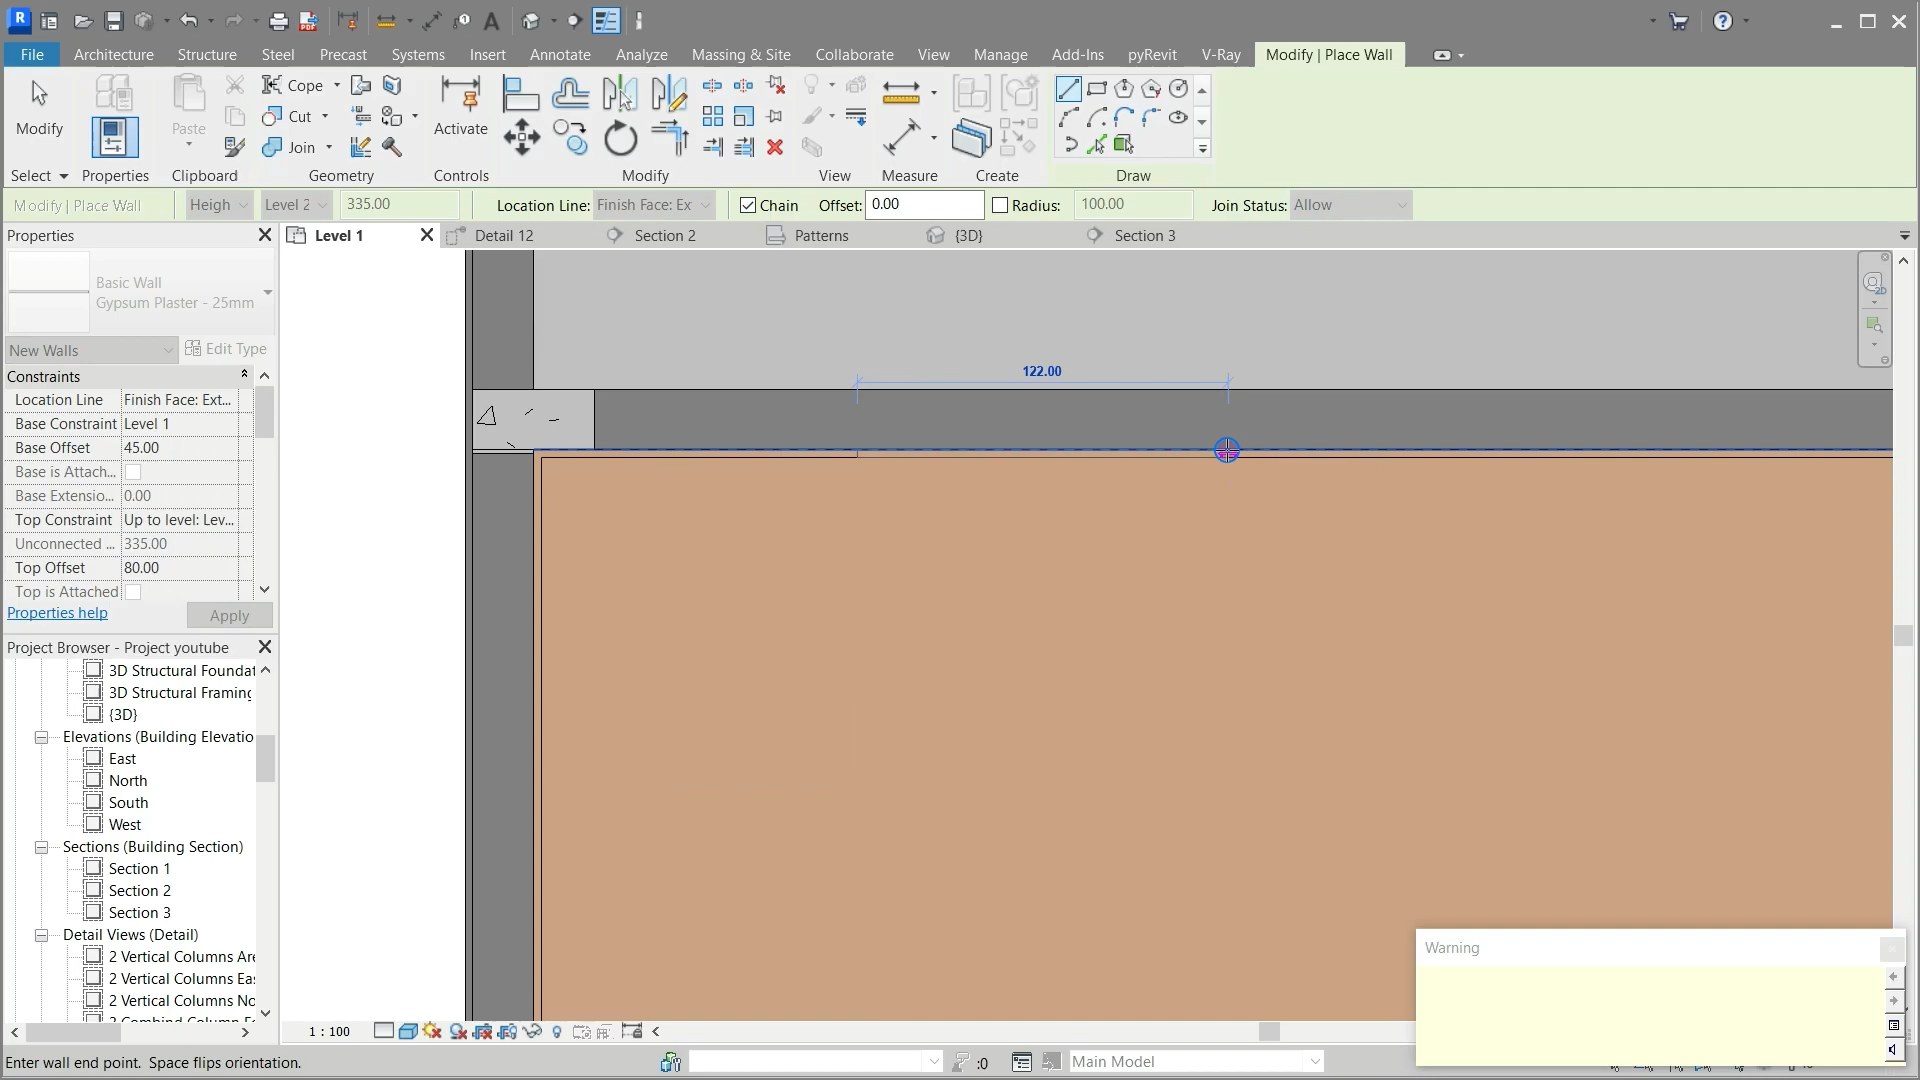 File Architecture Structure Steel Precast Systems Insert Annotate Analyze Massing & Site Collaborate View Manage Add-Ins pyRevit V-Ray Modify | Place Wall
Cope
Cut
Join
Modify Paste Activate
Select Properties Clipboard Geometry Controls Modify View Measure Create Draw
Modify | Place Wall Heigh Level 2 335.00 Location Line: Finish Face: Ex Chain Offset: 0.00 Radius: 100.00 Join Status: Allow
Properties
Level 1 Detail 12 Section 2 Patterns {3D} Section 3
Basic Wall
Gypsum Plaster - 25mm
New Walls Edit Type
Constraints
Location Line Finish Face: Ext...
Base Constraint Level 1
Base Offset 45.00
Base is Attach...
Base Extensio... 0.00
Top Constraint Up to level: Lev...
Unconnected ... 335.00
Top Offset 80.00
Top is Attached
Properties help Apply
122.00
Project Browser - Project youtube
3D Structural Foundat
3D Structural Framing
{3D}
Elevations (Building Elevatio
East
North
South
West
Sections (Building Section)
Section 1
Section 2
Section 3
Detail Views (Detail)
2 Vertical Columns Are
2 Vertical Columns Eas
2 Vertical Columns No
Warning
1 : 100
Enter wall end point. Space flips orientation.
:0 Main Model